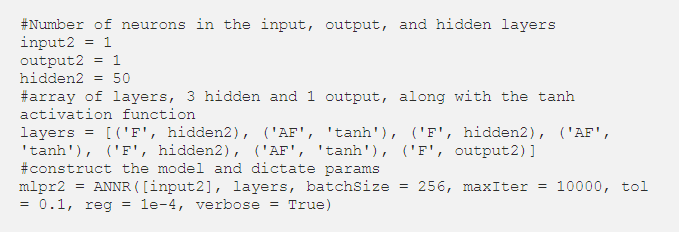 #Number of neurons in the input, output, and hidden layers
input2 = 1
output2 = 1
hidden2 = 50
#array of layers, 3 hidden and 1 output, along with the tanh
activation function
layers = [('F', hidden2), ('AF', 'tanh'), ('F', hidden2), ('AF',
'tanh'), ('F', hidden2), ('AF', 'tanh'), ('F', output2)]
#construct the model and dictate params
mlpr2 = ANNR([input2], layers, batchSize = 256, maxIter = 10000, tol
= 0.1, reg = 1e-4, verbose = True)